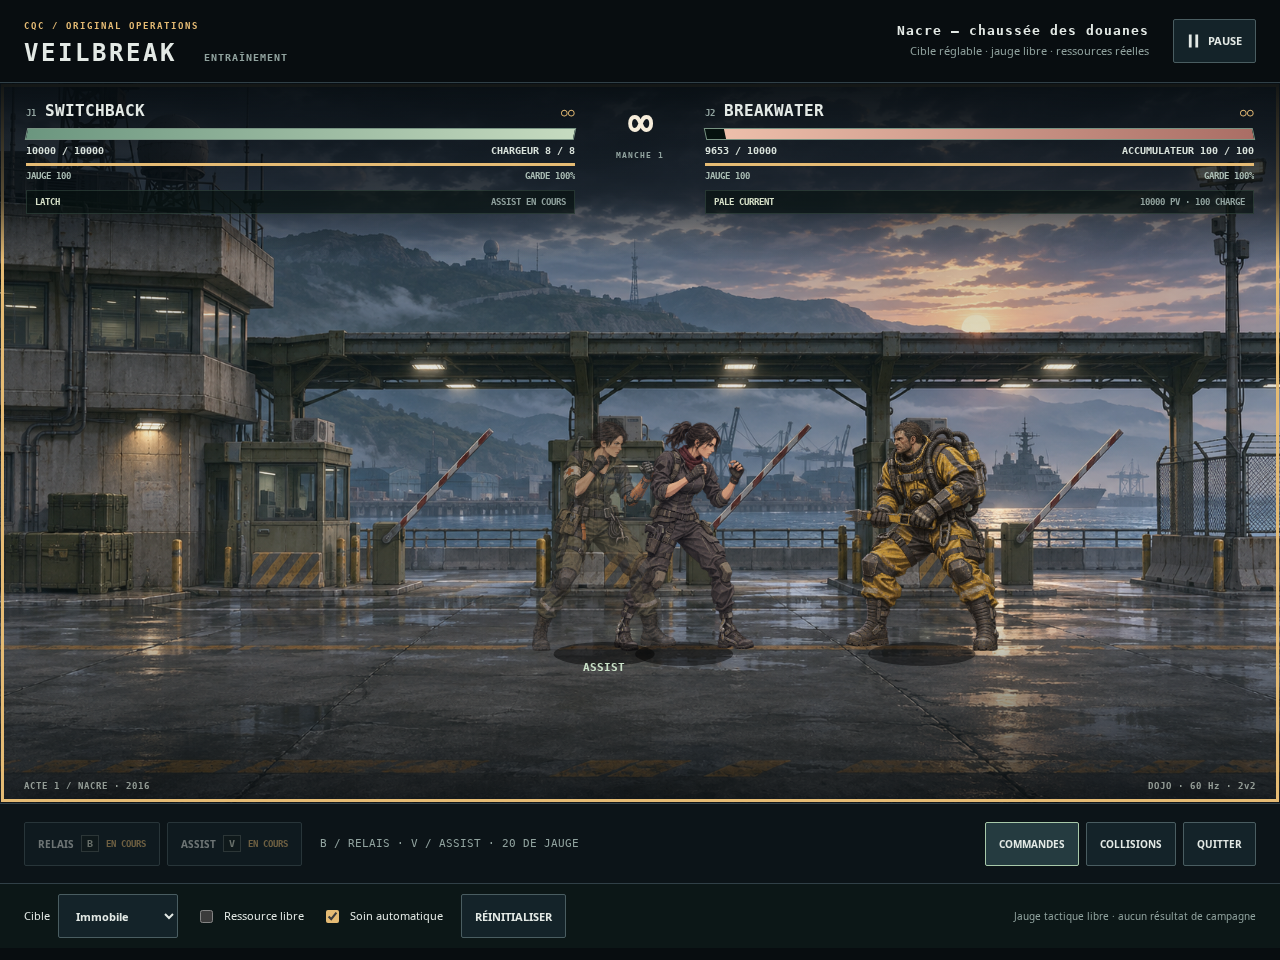 CQC / ORIGINAL OPERATIONS
VEILBREAK ENTRAÎNEMENT
Nacre — chaussée des douanes
Cible réglable · jauge libre · ressources réelles
PAUSE
J1 SWITCHBACK
10000 / 10000 CHARGEUR 8 / 8
JAUGE 100 GARDE 100%
LATCH ASSIST EN COURS
∞
MANCHE 1
J2 BREAKWATER
9653 / 10000 ACCUMULATEUR 100 / 100
JAUGE 100 GARDE 100%
PALE CURRENT 10000 PV · 100 CHARGE
ASSIST
ACTE 1 / NACRE · 2016
DOJO · 60 Hz · 2v2
RELAIS B EN COURS
ASSIST V EN COURS
B / RELAIS · V / ASSIST · 20 DE JAUGE
COMMANDES
COLLISIONS
QUITTER
Cible Immobile
Ressource libre
Soin automatique
RÉINITIALISER
Jauge tactique libre · aucun résultat de campagne